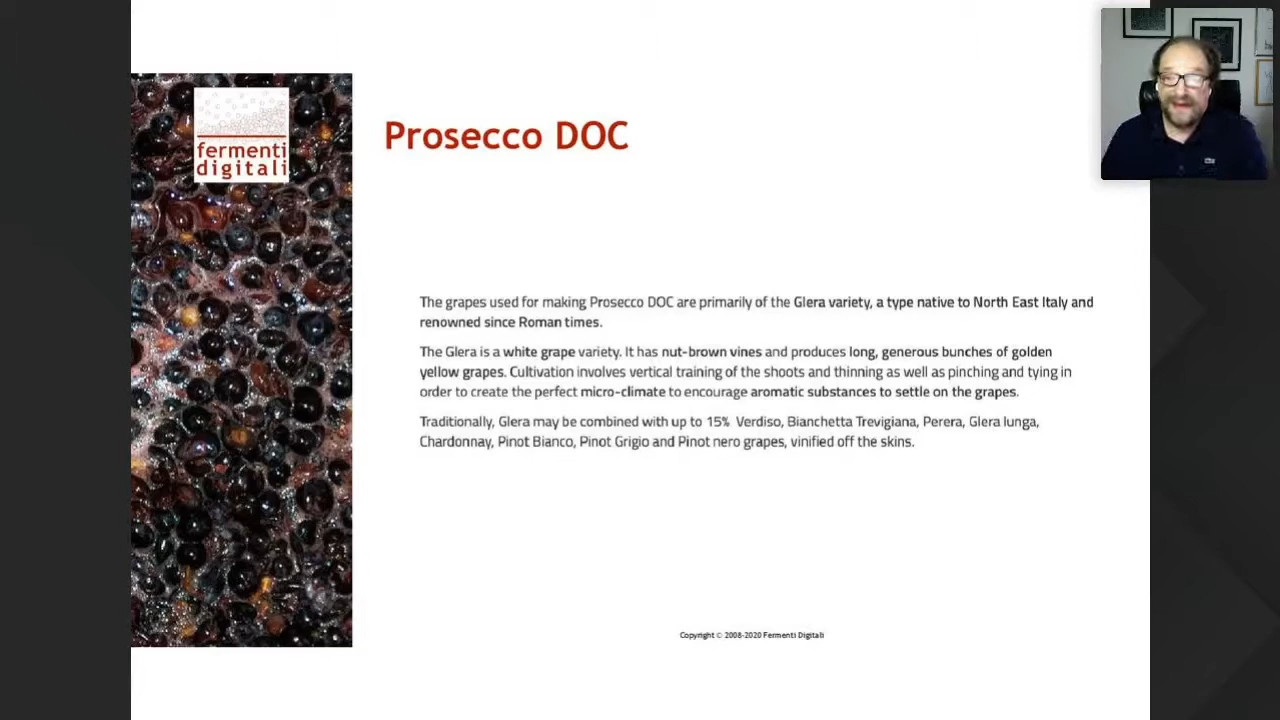 fermenti
digitali
Prosecco DOC
The grapes used for making Prosecco DOC are primarily of the Glera variety, a type native to North East Italy and
renowned since Roman times.
The Glera is a white grape variety. It has nut-brown vines and produces long, generous bunches of golden
yellow grapes. Cultivation involves vertical training of the shoots and thinning as well as pinching and tying in
order to create the perfect micro-climate to encourage aromatic substances to settle on the grapes.
Traditionally, Glera may be combined with up to 15% Verdiso, Bianchetta Trevigiana, Perera, Glera lunga,
Chardonnay, Pinot Bianco, Pinot Grigio and Pinot nero grapes, vinified off the skins.
Copyright © 2008-2020 Fermenti Digitali